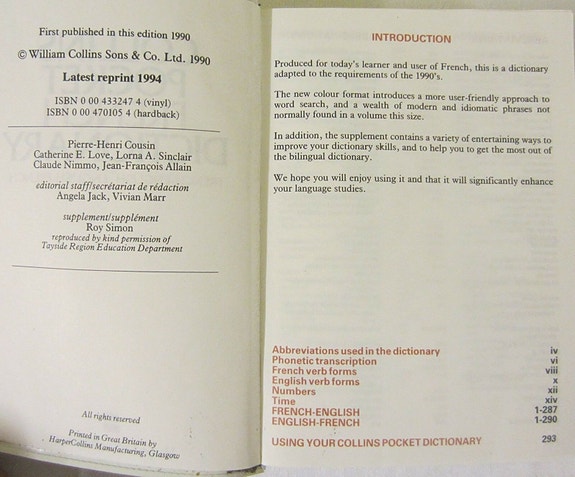 First published in this edition 1990
© William Collins Sons & Co. Ltd. 1990
Latest reprint 1994
ISBN 0 00 433247 4 (vinyl)
ISBN 0 00 470105 4 (hardback)
Pierre-Henri Cousin
Catherine E. Love, Lorna A. Sinclair
Claude Nimmo, Jean-François Allain
editorial staff/secrétariat de rédaction
Angela Jack, Vivian Marr
supplement/supplément
Roy Simon
reproduced by kind permission of
Tayside Region Education Department
All rights reserved
Printed in Great Britain by
HarperCollins Manufacturing, Glasgow
INTRODUCTION
Produced for today's learner and user of French, this is a dictionary
adapted to the requirements of the 1990's.
The new colour format introduces a more user-friendly approach to
word search, and a wealth of modern and idiomatic phrases not
normally found in a volume this size.
In addition, the supplement contains a variety of entertaining ways to
improve your dictionary skills, and to help you to get the most out of
the bilingual dictionary.
We hope you will enjoy using it and that it will significantly enhance
your language studies.
Abbreviations used in the dictionary iv
Phonetic transcription vi
French verb forms viii
English verb forms x
Numbers xii
Time xiv
FRENCH-ENGLISH 1-287
ENGLISH-FRENCH 1-290
USING YOUR COLLINS POCKET DICTIONARY 293